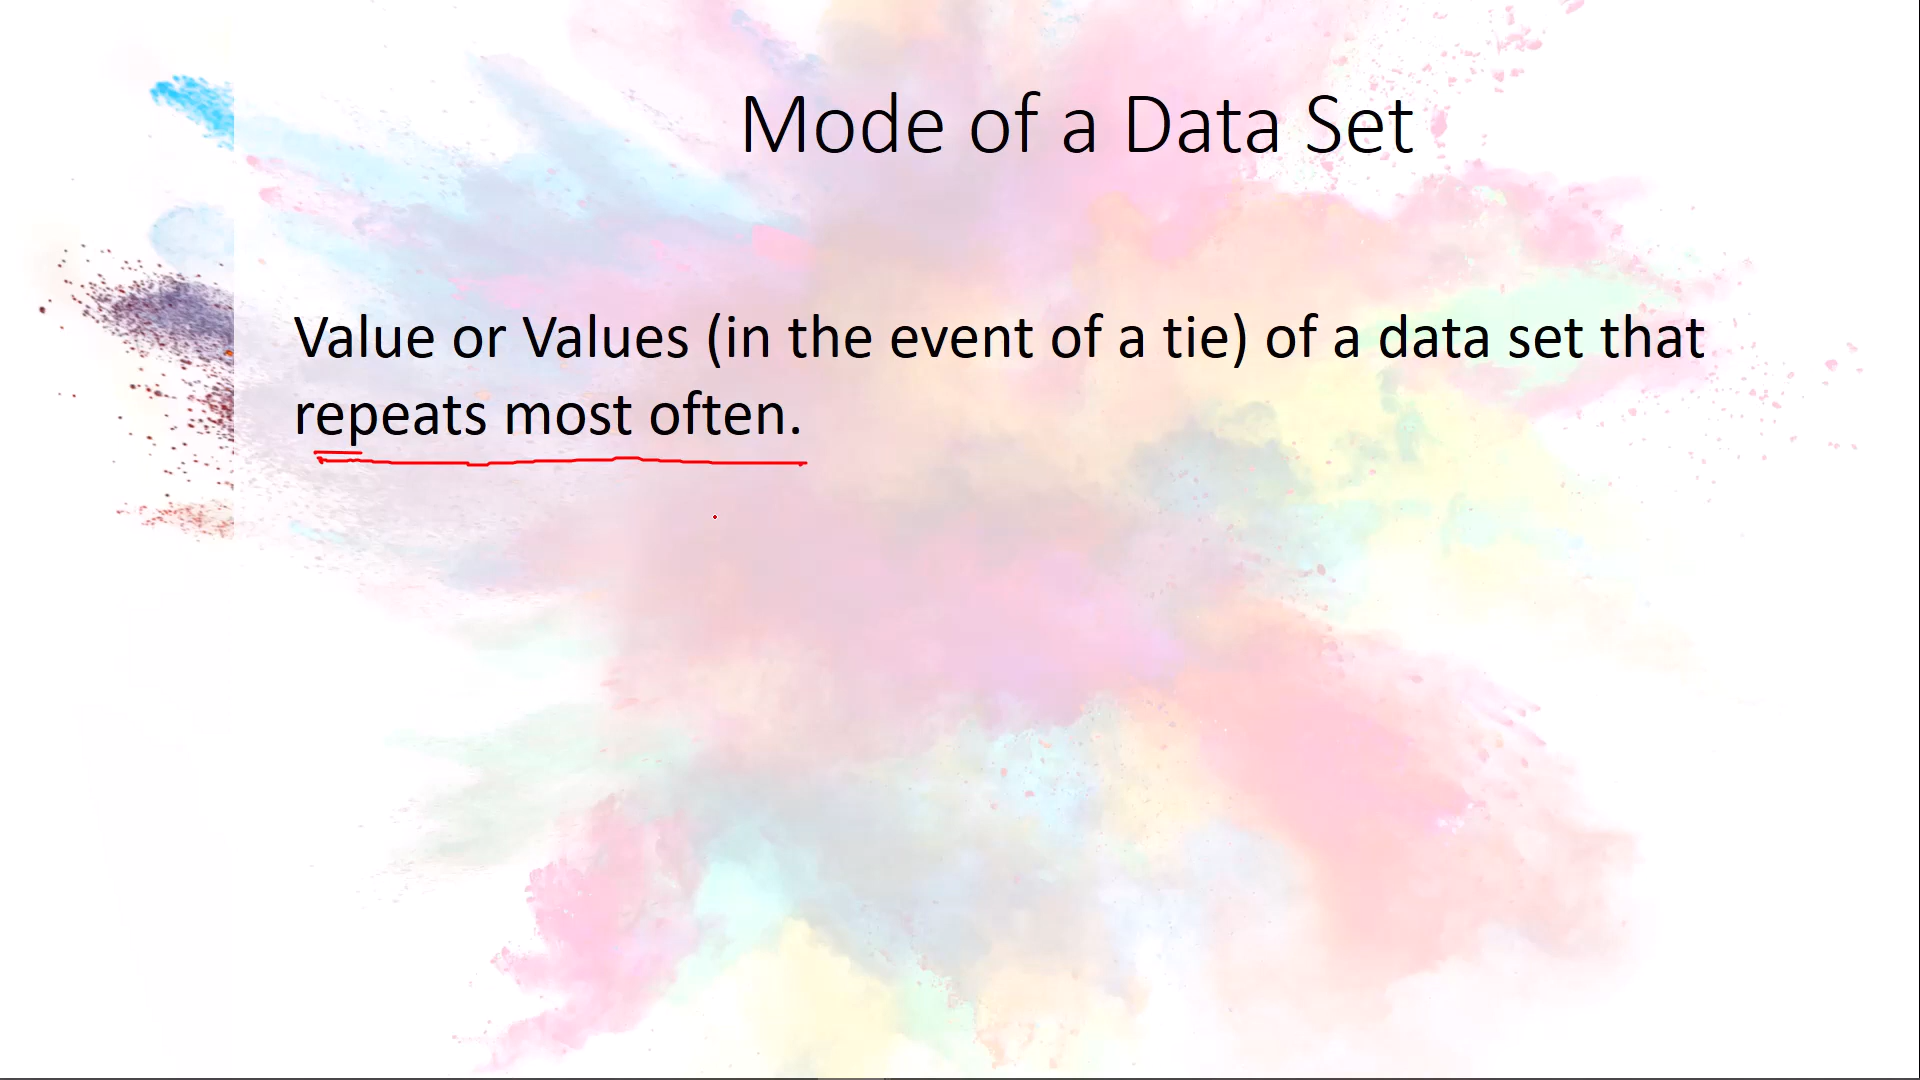 Mode of a Data Set
Value or Values (in the event of a tie) of a data set that
repeats most often.